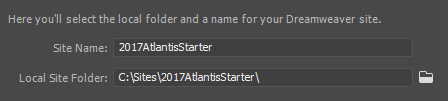 Here you'll select the local folder and a name for your Dreamweaver site.
Site Name: 2017AtlantisStarter
Local Site Folder: C:\Sites\2017AtlantisStarter\